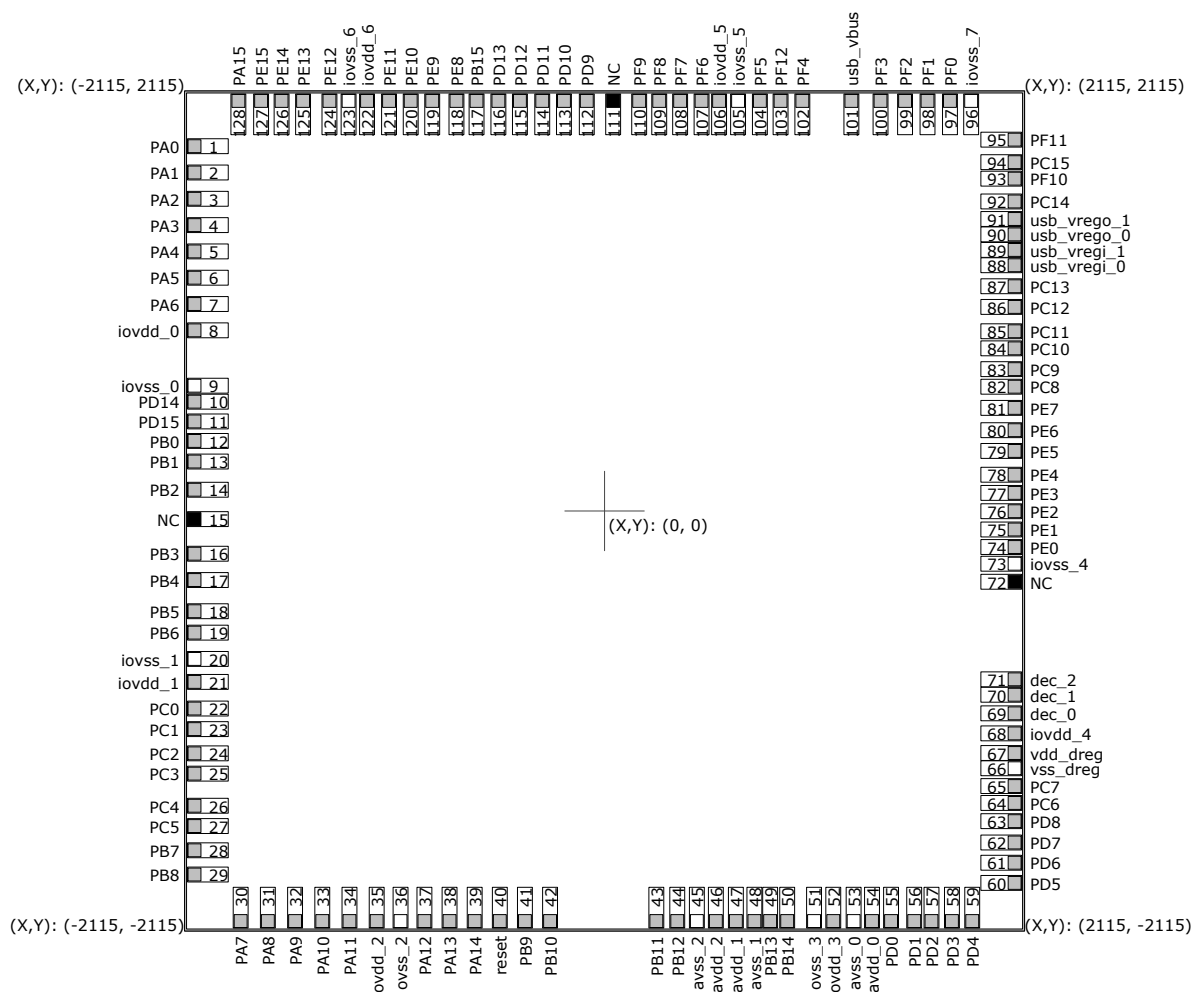 (X,Y): (-2115, 2115)
PA15 PE15 PE14 PE13 PE12 iovss_6 iovdd_6 PE11 PE10 PE9 PE8 PB15 PD13 PD12 PD11 PD10 PD9 NC PF9 PF8 PF7 PF6 iovdd_5 iovss_5 PF5 PF12 PF4 usb_vbus PF3 PF2 PF1 PF0 iovss_7
(X,Y): (2115, 2115)
128 127 126 125 124 123 122 121 120 119 118 117 116 115 114 113 112 111 110 109 108 107 106 105 104 103 102 101 100 99 98 97 96
PA0 1
PA1 2
PA2 3
PA3 4
PA4 5
PA5 6
PA6 7
iovdd_0 8
iovss_0 9
PD14 10
PD15 11
PB0 12
PB1 13
PB2 14
NC 15
PB3 16
PB4 17
PB5 18
PB6 19
iovss_1 20
iovdd_1 21
PC0 22
PC1 23
PC2 24
PC3 25
PC4 26
PC5 27
PB7 28
PB8 29
(X,Y): (0, 0)
95 PF11
94 PC15
93 PF10
92 PC14
91 usb_vrego_1
90 usb_vrego_0
89 usb_vregi_1
88 usb_vregi_0
87 PC13
86 PC12
85 PC11
84 PC10
83 PC9
82 PC8
81 PE7
80 PE6
79 PE5
78 PE4
77 PE3
76 PE2
75 PE1
74 PE0
73 iovss_4
72 NC
71 dec_2
70 dec_1
69 dec_0
68 iovdd_4
67 vdd_dreg
66 vss_dreg
65 PC7
64 PC6
63 PD8
62 PD7
61 PD6
60 PD5
30 31 32 33 34 35 36 37 38 39 40 41 42 43 44 45 46 47 48 49 50 51 52 53 54 55 56 57 58 59
(X,Y): (-2115, -2115)
PA7 PA8 PA9 PA10 PA11 ovdd_2 ovss_2 PA12 PA13 PA14 reset PB9 PB10 PB11 PB12 avss_2 avdd_2 avdd_1 avss_1 PB13 PB14 ovss_3 ovdd_3 avss_0 avdd_0 PD0 PD1 PD2 PD3 PD4
(X,Y): (2115, -2115)